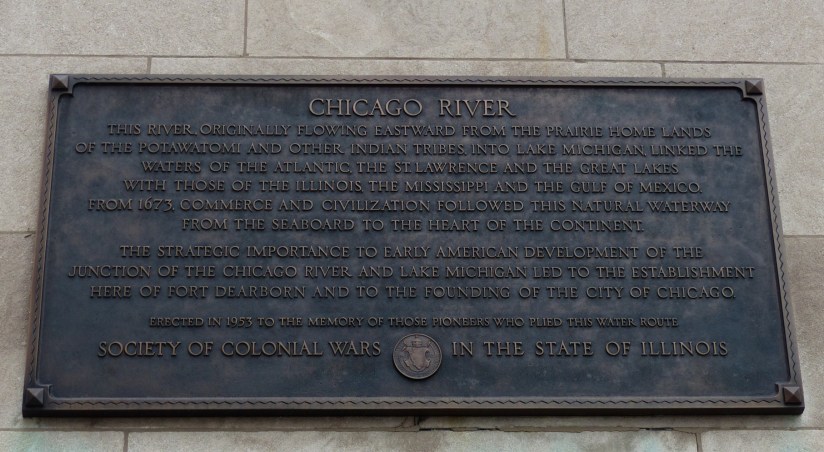 CHICAGO RIVER
THIS RIVER, ORIGINALLY FLOWING EASTWARD FROM THE PRAIRIE HOME LANDS
OF THE POTAWATOMI AND OTHER INDIAN TRIBES, INTO LAKE MICHIGAN, LINKED THE
WATERS OF THE ATLANTIC, THE ST. LAWRENCE AND THE GREAT LAKES
WITH THOSE OF THE ILLINOIS, THE MISSISSIPPI AND THE GULF OF MEXICO.
FROM 1673, COMMERCE AND CIVILIZATION FOLLOWED THIS NATURAL WATERWAY
FROM THE SEABOARD TO THE HEART OF THE CONTINENT.
THE STRATEGIC IMPORTANCE TO EARLY AMERICAN DEVELOPMENT OF THE
JUNCTION OF THE CHICAGO RIVER AND LAKE MICHIGAN LED TO THE ESTABLISHMENT
HERE OF FORT DEARBORN AND TO THE FOUNDING OF THE CITY OF CHICAGO.
ERECTED IN 1953 TO THE MEMORY OF THOSE PIONEERS WHO PLIED THIS WATER ROUTE
SOCIETY OF COLONIAL WARS IN THE STATE OF ILLINOIS